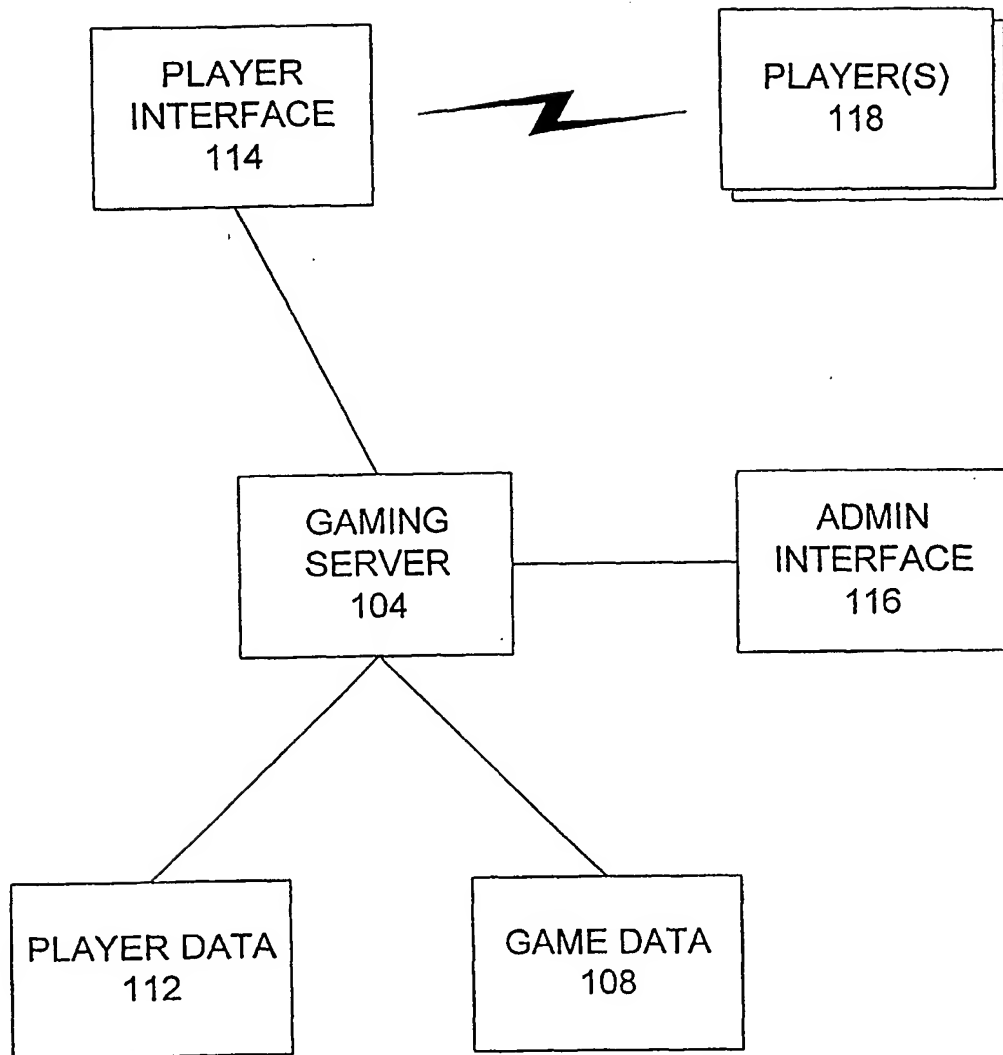 PLAYER
INTERFACE
114
PLAYER(S)
118
GAMING
SERVER
104
ADMIN
INTERFACE
116
PLAYER DATA
112
GAME DATA
108